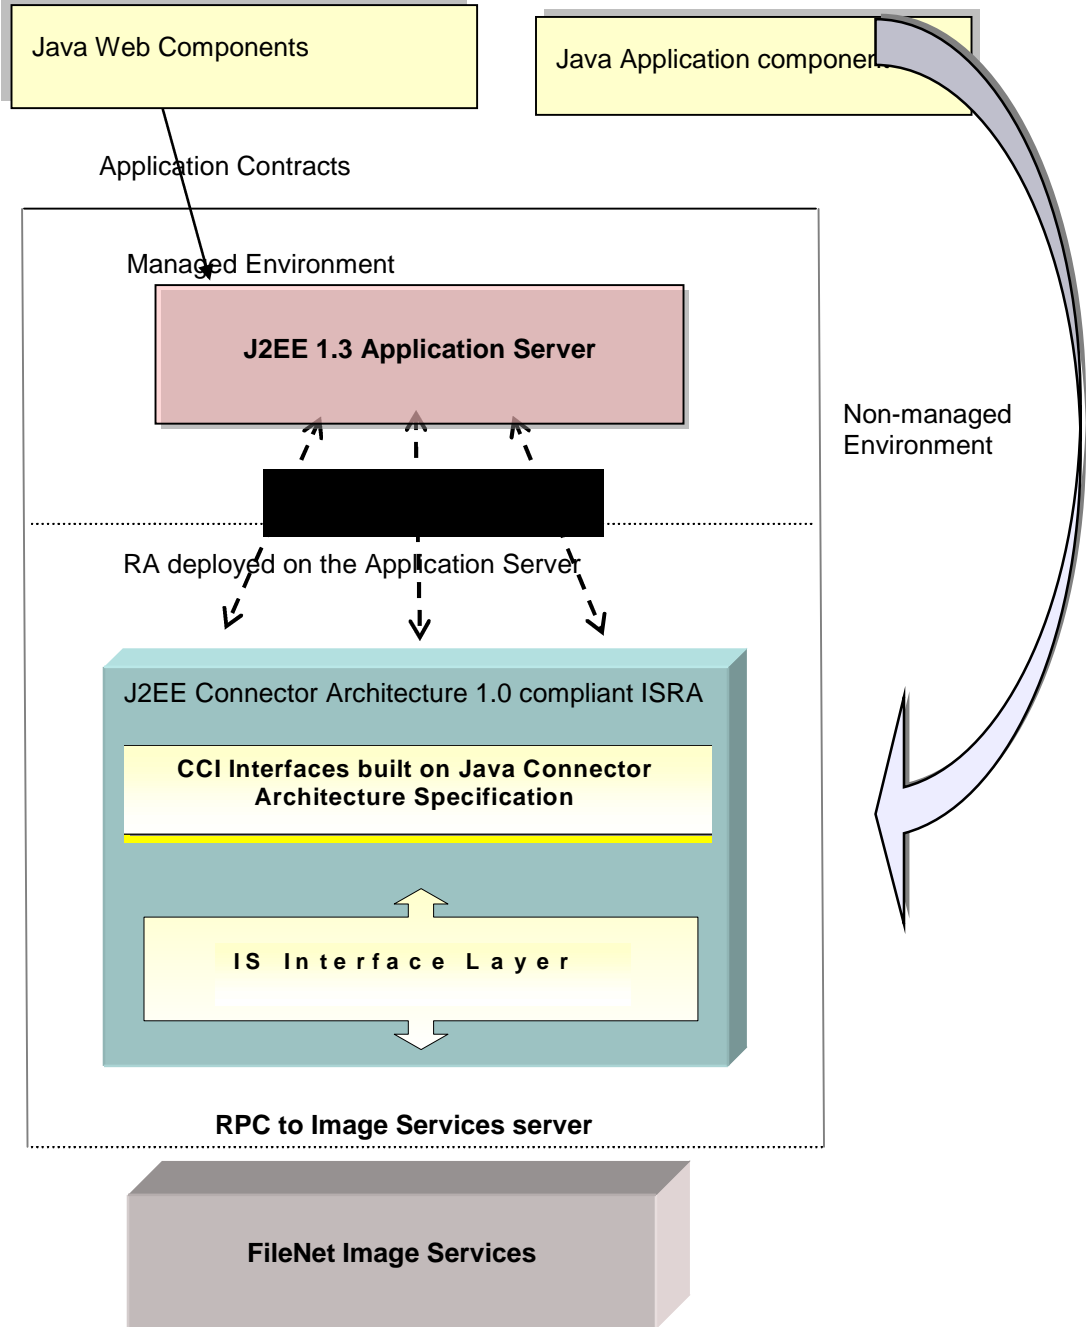 Java Web Components
Java Application component
Application Contracts
Managed Environment
J2EE 1.3 Application Server
Non-managed
Environment
RA deployed on the Application Server
J2EE Connector Architecture 1.0 compliant ISRA
CCI Interfaces built on Java Connector
Architecture Specification
IS Interface Layer
RPC to Image Services server
FileNet Image Services